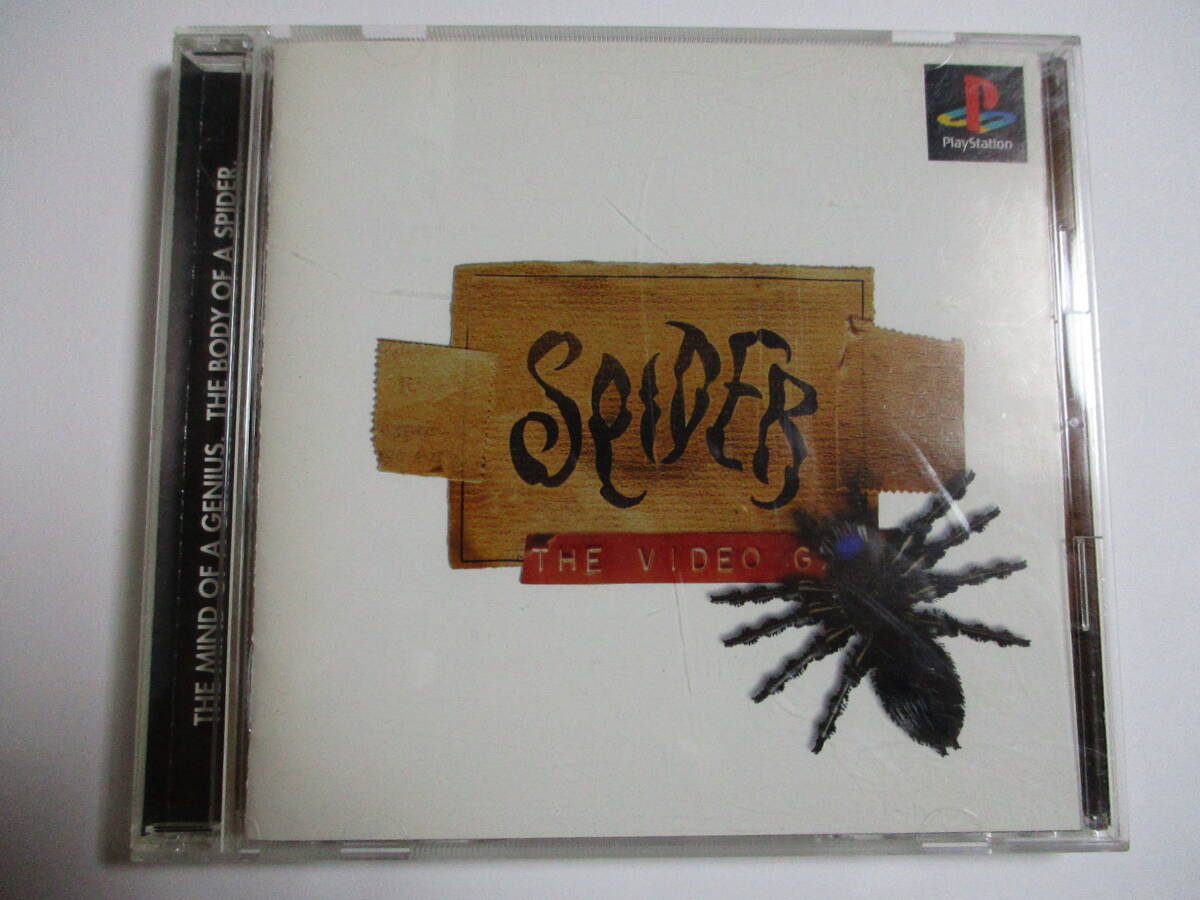 PlayStation
SPIDER
THE VIDEO G
THE MIND OF A GENIUS. THE BODY OF A SPIDER.